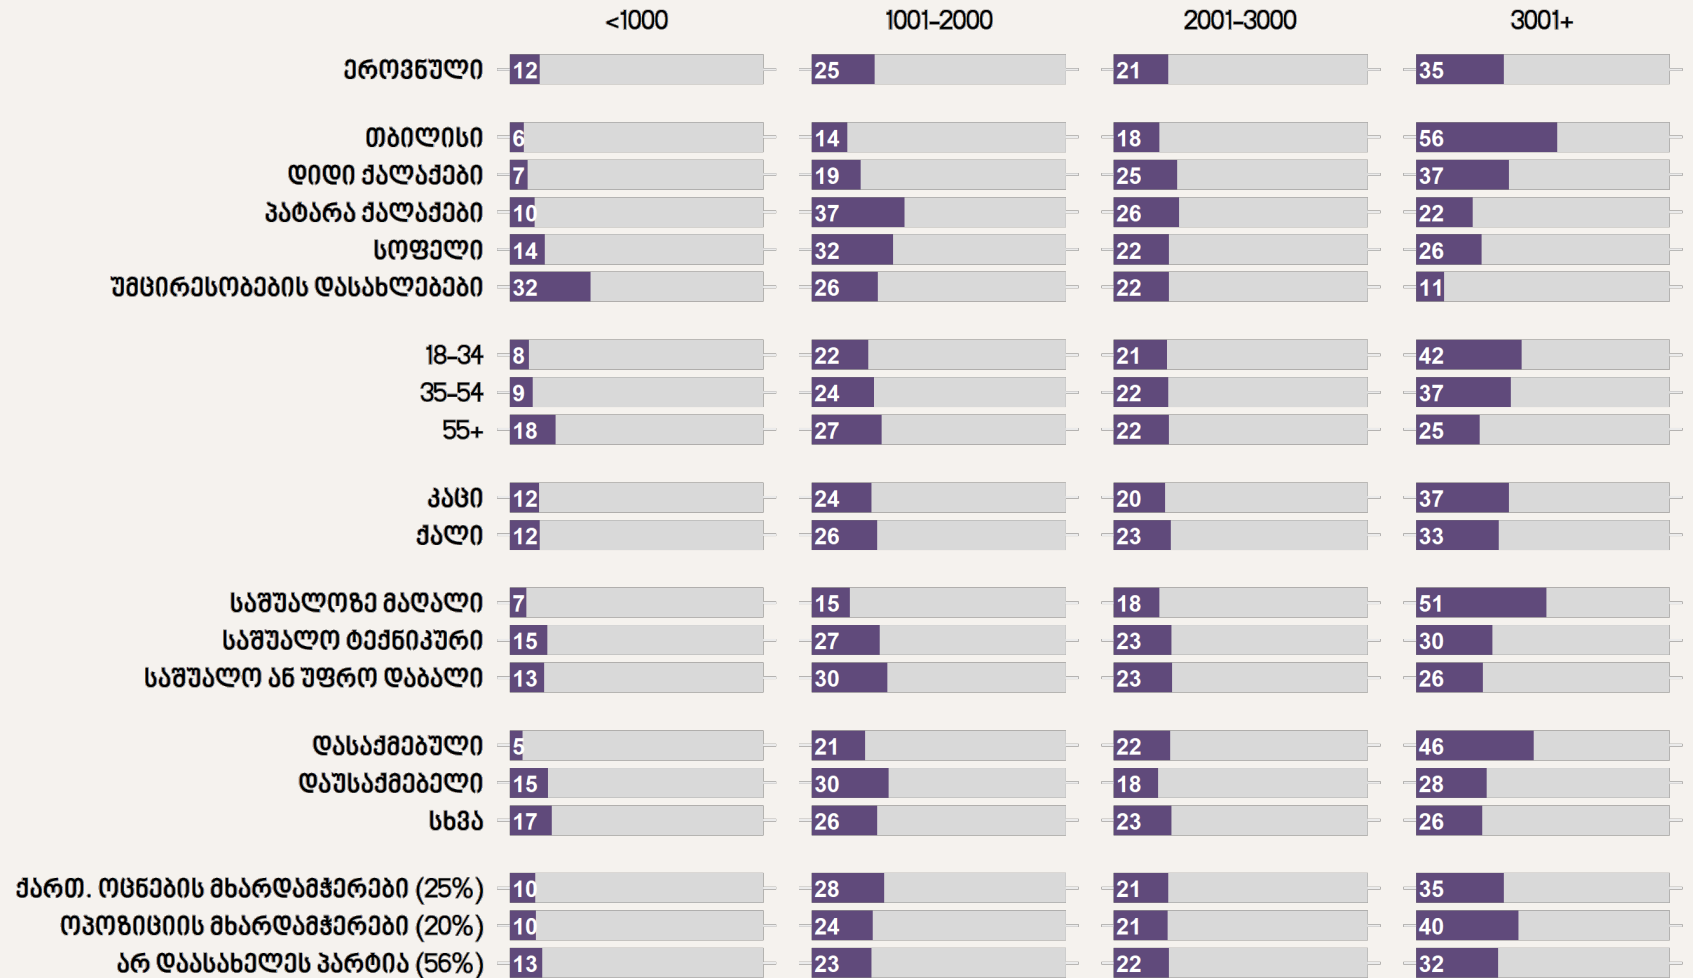 <1000 1001-2000 2001-3000 3001+
ეროვნული 12 25 21 35
თბილისი 6 14 18 56
დიდი ქალაქები 7 19 25 37
პატარა ქალაქები 10 37 26 22
სოფელი 14 32 22 26
უმცირესობების დასახლებები 32 26 22 11
18-34 8 22 21 42
35-54 9 24 22 37
55+ 18 27 22 25
კაცი 12 24 20 37
ქალი 12 26 23 33
საშუალოზე მაღალი 7 15 18 51
საშუალო ტექნიკური 15 27 23 30
საშუალო ან უფრო დაბალი 13 30 23 26
დასაქმებული 5 21 22 46
დაუსაქმებელი 15 30 18 28
სხვა 17 26 23 26
ქართ. ოცნების მხარდამჭერები (25%) 10 28 21 35
ოპოზიციის მხარდამჭერები (20%) 10 24 21 40
არ დაასახელეს პარტია (56%) 13 23 22 32